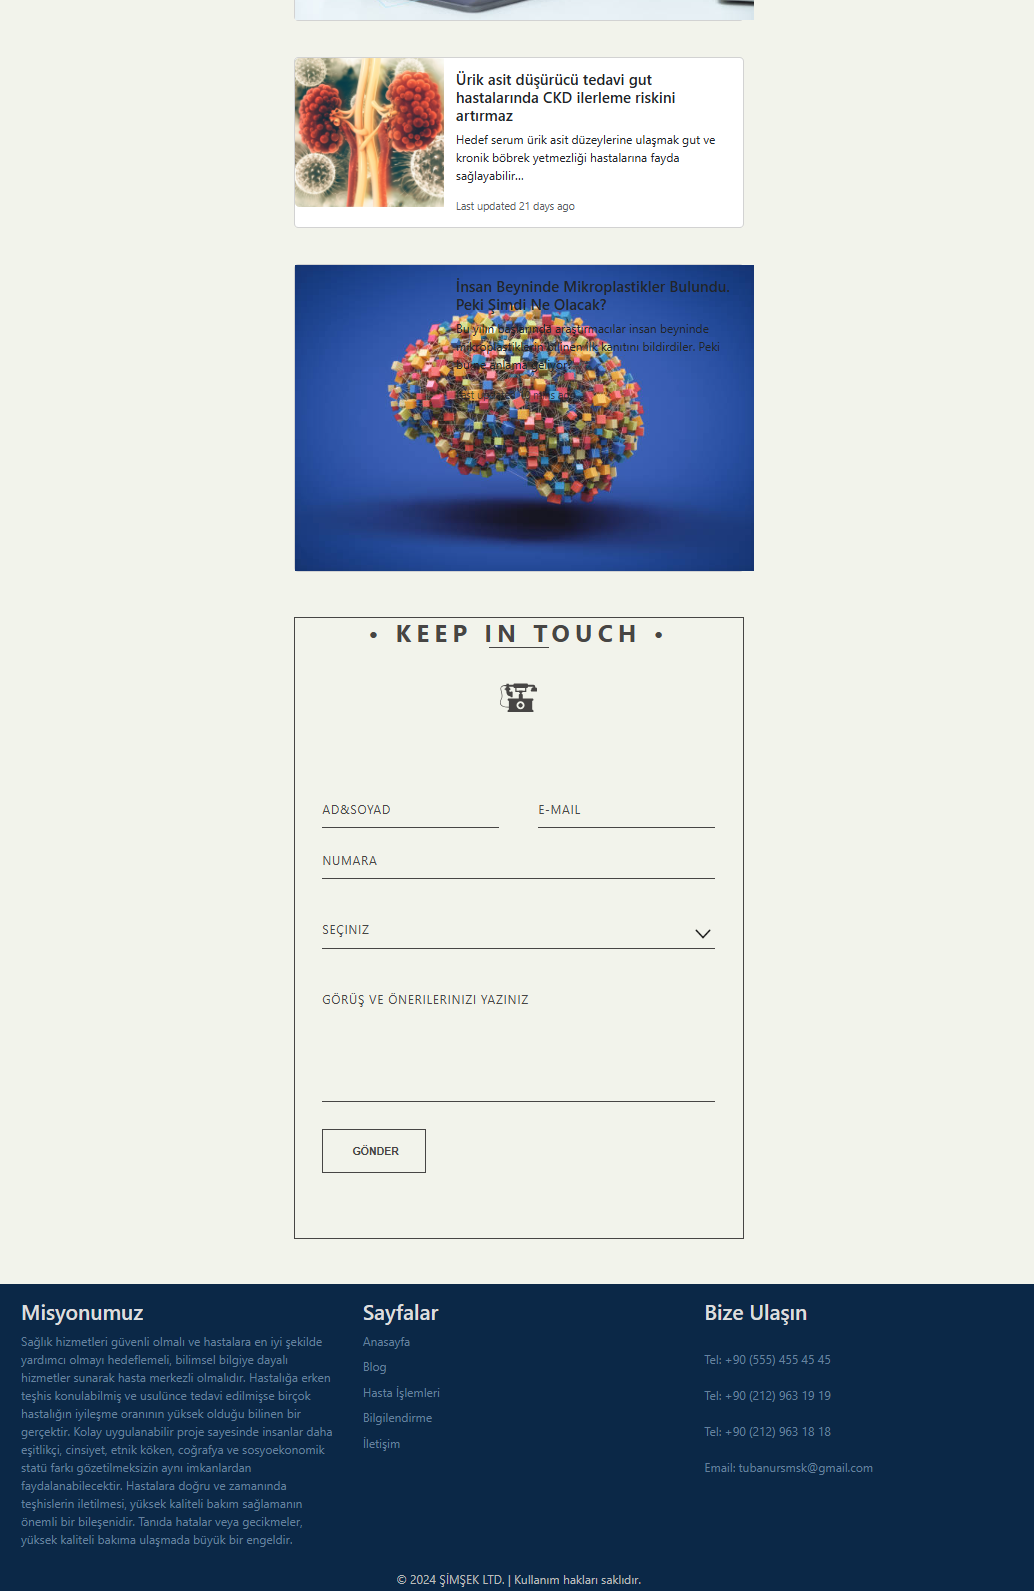 Ürik asit düşürücü tedavi gut
hastalarında CKD ilerleme riskini
artırmaz
Hedef serum ürik asit düzeylerine ulaşmak gut ve
kronik böbrek yetmezliği hastalarına fayda
sağlayabilir...
Last updated 21 days ago
İnsan Beyninde Mikroplastikler Bulundu.
Peki Şimdi Ne Olacak?
Bu yılın başlarında araştırmacılar insan beyninde
mikroplastiklerin bilinen ilk kanıtını bildirdiler. Peki
bu ne anlama geliyor?
Last updated mins ago
• KEEP IN TOUCH •
AD&SOYAD
E-MAIL
NUMARA
SEÇINIZ
GÖRÜŞ VE ÖNERILERINIZI YAZINIZ
GÖNDER
Misyonumuz
Sağlık hizmetleri güvenli olmalı ve hastalara en iyi şekilde
yardımcı olmayı hedeflemeli, bilimsel bilgiye dayalı
hizmetler sunarak hasta merkezli olmalıdır. Hastalığa erken
teşhis konulabilmiş ve usulünce tedavi edilmişse birçok
hastalığın iyileşme oranının yüksek olduğu bilinen bir
gerçektir. Kolay uygulanabilir proje sayesinde insanlar daha
eşitlikçi, cinsiyet, etnik köken, coğrafya ve sosyoekonomik
statü farkı gözetilmeksizin aynı imkanlardan
faydalanabilecektir. Hastalara doğru ve zamanında
teşhislerin iletilmesi, yüksek kaliteli bakım sağlamanın
önemli bir bileşenidir. Tanıda hatalar veya gecikmeler,
yüksek kaliteli bakıma ulaşmada büyük bir engeldir.
Sayfalar
Anasayfa
Blog
Hasta İşlemleri
Bilgilendirme
İletişim
Bize Ulaşın
Tel: +90 (555) 455 45 45
Tel: +90 (212) 963 19 19
Tel: +90 (212) 963 18 18
Email: tubanursmsk@gmail.com
© 2024 ŞİMŞEK LTD. | Kullanım hakları saklıdır.